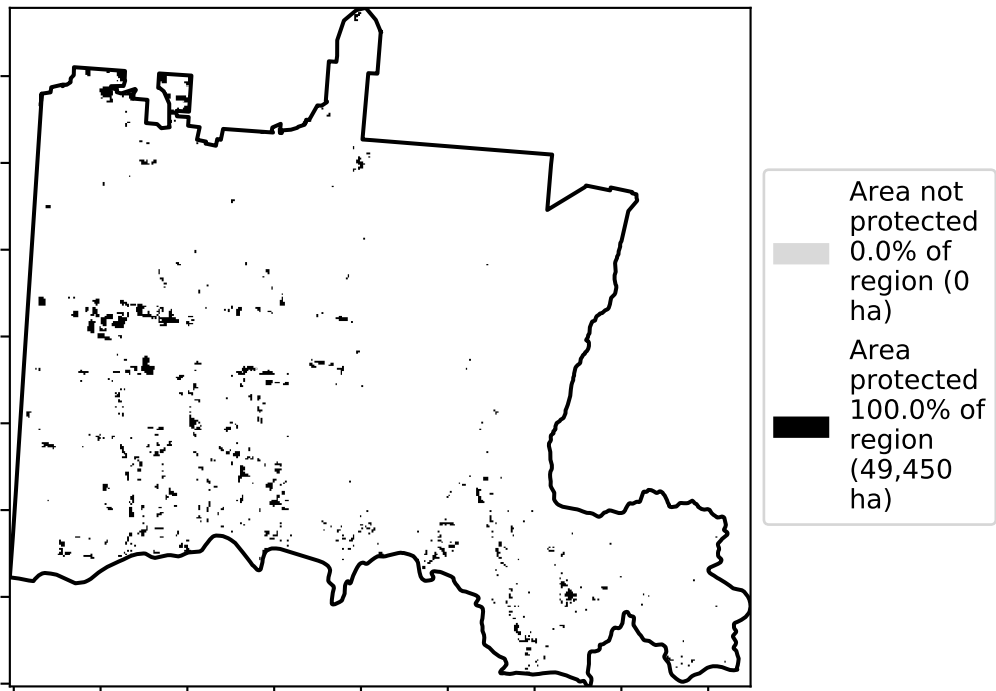 Area not
protected
0.0% of
region (0
ha)
Area
protected
100.0% of
region
(49,450
ha)